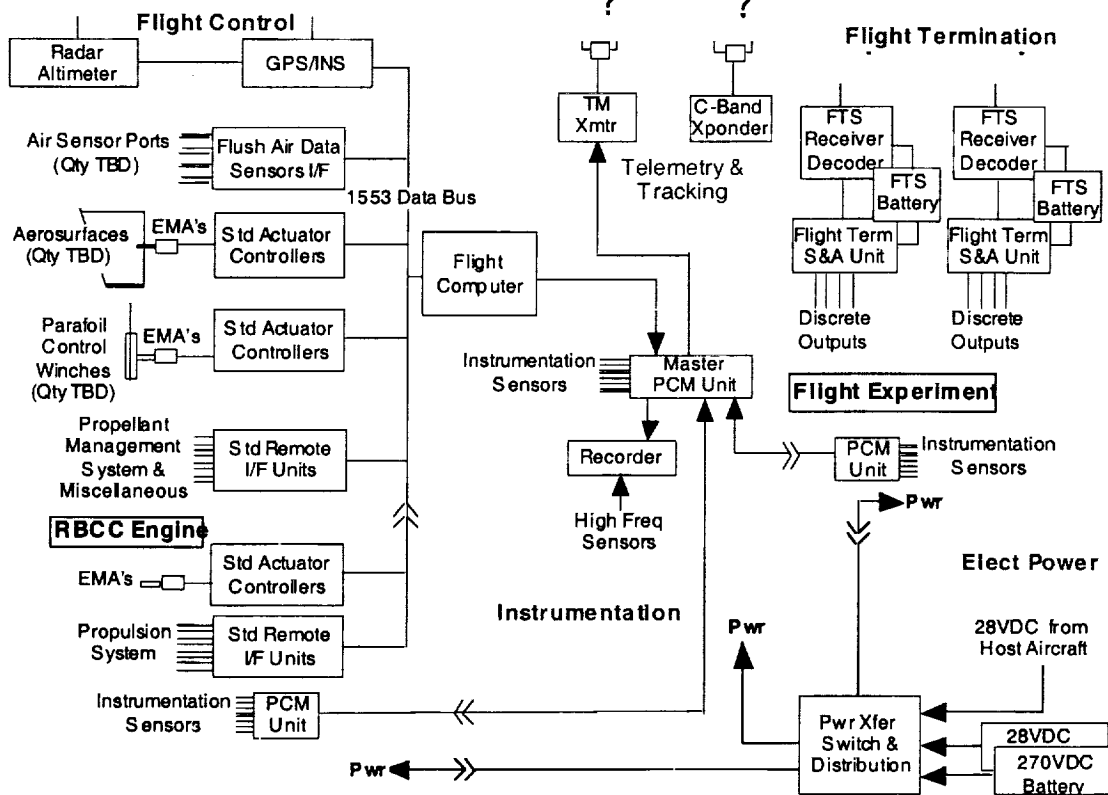 Flight Control
Radar
Altimeter
GPS/INS
Air Sensor Ports
(Qty TBD)
Flush Air Data
Sensors I/F
1553 Data Bus
Aerosurfaces
(Qty TBD)
EMA's
Std Actuator
Controllers
Flight
Computer
Parafoil
Control
Winches
(Qty TBD)
EMA's
Std Actuator
Controllers
Propellant
Management
System &
Miscellaneous
Std Remote
I/F Units
RBCC Engine
EMA's
Std Actuator
Controllers
Propulsion
System
Std Remote
I/F Units
Instrumentation
Sensors
PCM
Unit
?
?
TM
Xmtr
C-Band
Xponder
Telemetry &
Tracking
Instrumentation
Sensors
Master
PCM Unit
Recorder
High Freq
Sensors
Instrumentation
Flight Termination
FTS
Receiver
Decoder
FTS
Battery
Flight Term
S&A Unit
Discrete
Outputs
FTS
Receiver
Decoder
FTS
Battery
Flight Term
S&A Unit
Discrete
Outputs
Flight Experiment
PCM
Unit
Instrumentation
Sensors
Pwr
Elect Power
Pwr
28VDC from
Host Aircraft
Pwr Xfer
Switch &
Distribution
28VDC
270VDC
Battery
Pwr